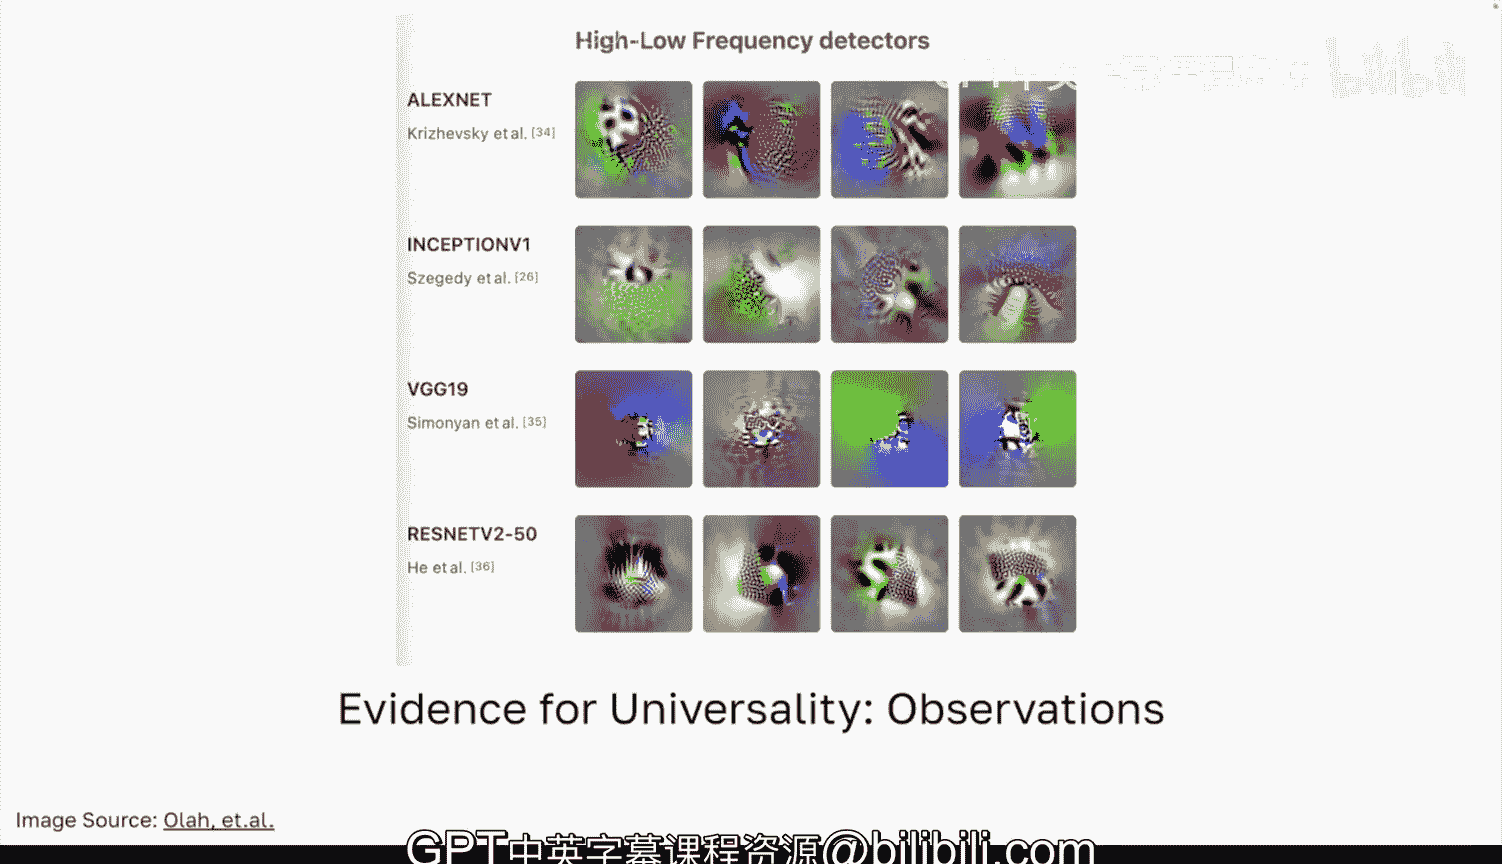 High-Low Frequency detectors
ALEXNET
Krizhevsky et al. [34]
INCEPTIONV1
Szegedy et al. [26]
VGG19
Simonyan et al. [35]
RESNETV2-50
He et al. [36]
Evidence for Universality: Observations
Image Source: Olah, et.al.
GPT中英字幕课程资源@bilibili.com